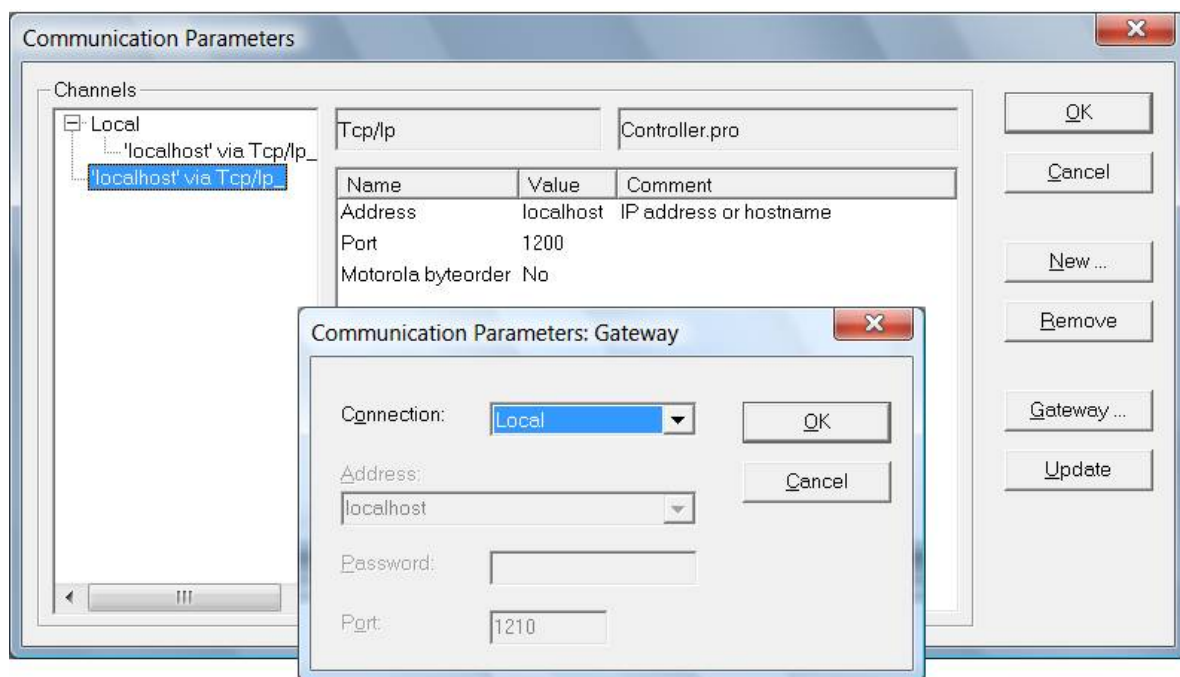 Communication Parameters
Channels
Local
'localhost' via Tcp/Ip_
'localhost' via Tcp/Ip_
Tcp/Ip
Controller.pro
Name Value Comment
Address localhost IP address or hostname
Port 1200
Motorola byteorder No
OK
Cancel
New ...
Remove
Gateway ...
Update
Communication Parameters: Gateway
Connection: Local
Address:
localhost
Password:
Port: 1210
OK
Cancel